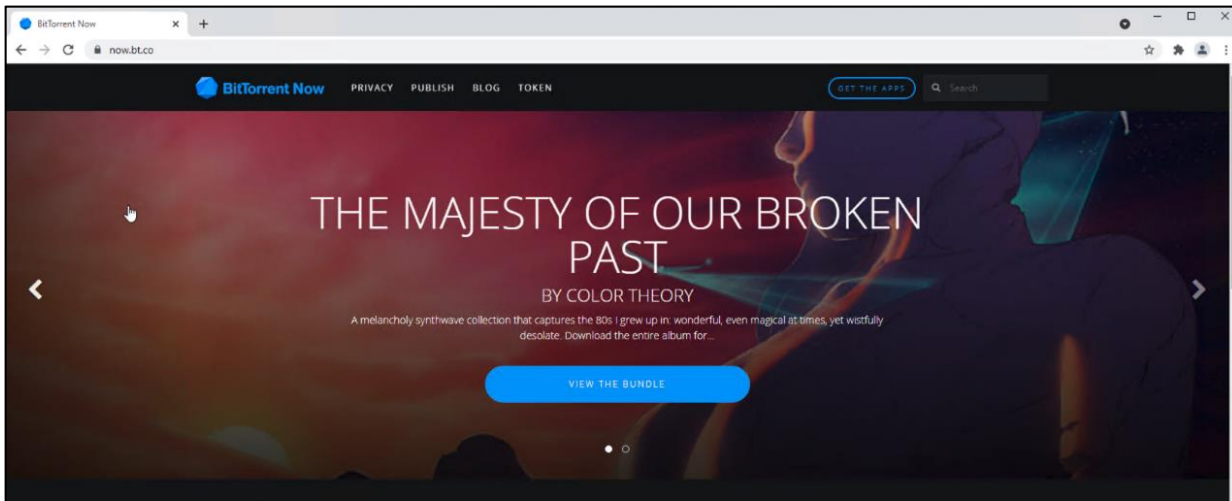 BitTorrent Now
now.bt.co
BitTorrent Now PRIVACY PUBLISH BLOG TOKEN GET THE APPS Search
THE MAJESTY OF OUR BROKEN
PAST
BY COLOR THEORY
A melancholy synthwave collection that captures the 80s I grew up in: wonderful, even magical at times, yet wistfully
desolate. Download the entire album for...
VIEW THE BUNDLE